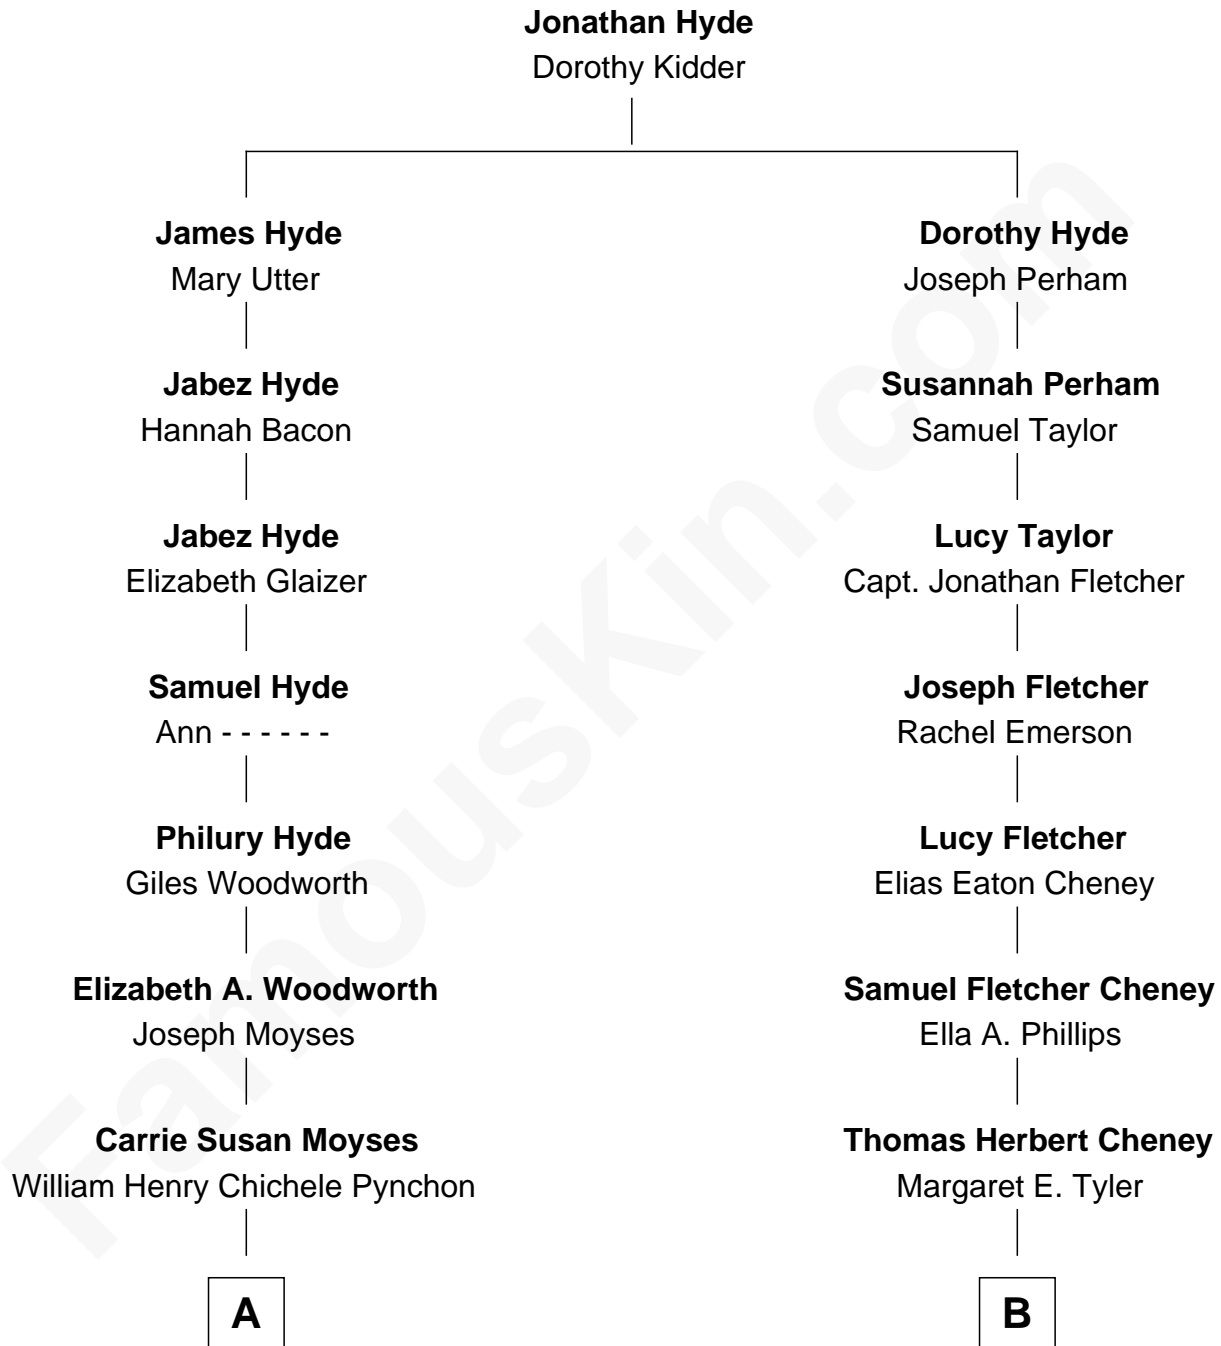 Jonathan Hyde
Dorothy Kidder
James Hyde
Mary Utter
Jabez Hyde
Hannah Bacon
Jabez Hyde
Elizabeth Glaizer
Samuel Hyde
Ann - - - - - -
Philury Hyde
Giles Woodworth
Elizabeth A. Woodworth
Joseph Moyses
Carrie Susan Moyses
William Henry Chichele Pynchon
A
Dorothy Hyde
Joseph Perham
Susannah Perham
Samuel Taylor
Lucy Taylor
Capt. Jonathan Fletcher
Joseph Fletcher
Rachel Emerson
Lucy Fletcher
Elias Eaton Cheney
Samuel Fletcher Cheney
Ella A. Phillips
Thomas Herbert Cheney
Margaret E. Tyler
B
FamousKin.com